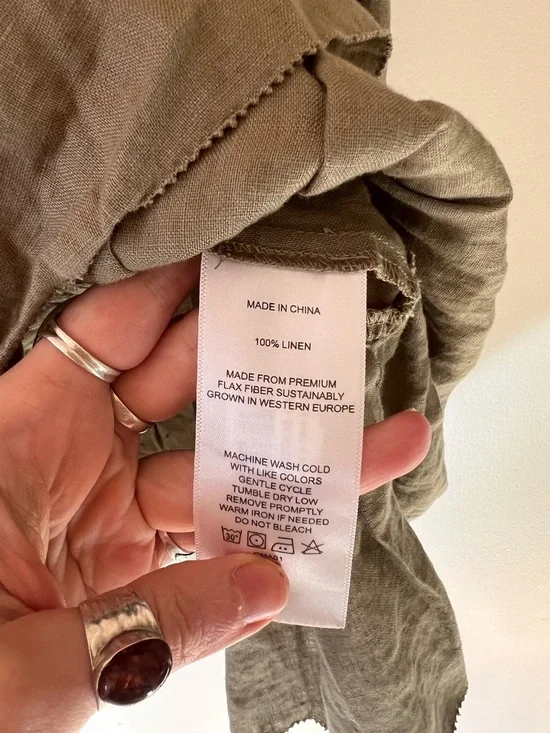 MADE IN CHINA
100% LINEN
MADE FROM PREMIUM
FLAX FIBER SUSTAINABLY
GROWN IN WESTERN EUROPE
MACHINE WASH COLD
WITH LIKE COLORS
GENTLE CYCLE
TUMBLE DRY LOW
REMOVE PROMPTLY
WARM IRON IF NEEDED
DO NOT BLEACH
30°